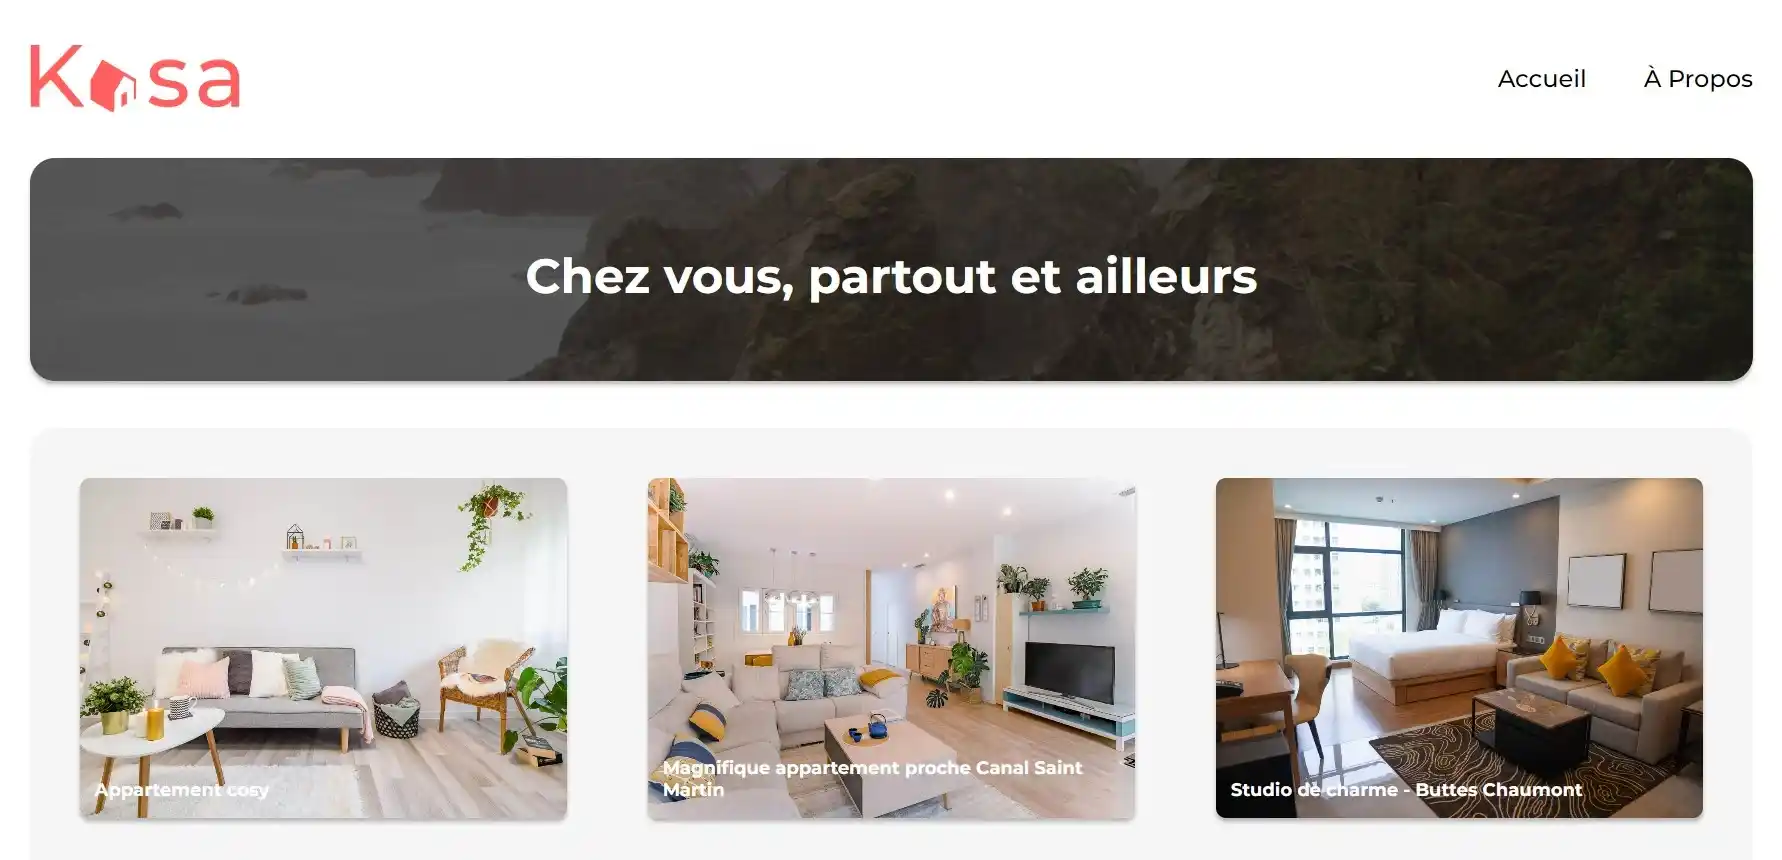 Kasa
Accueil
À Propos
Chez vous, partout et ailleurs
Appartement cosy
Magnifique appartement proche Canal Saint
Martin
Studio de charme - Buttes Chaumont